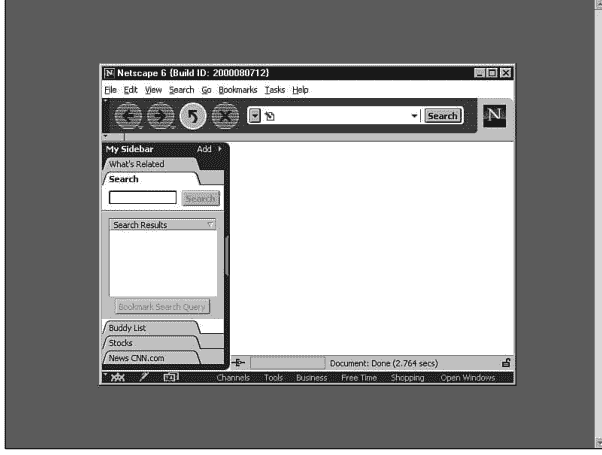 N Netscape 6 {Build ID: 2000080712}
File Edit View Search Go Bookmarks Tasks Help
Search N
My Sidebar Add
What's Related
Search
Search
Search Results
Bookmark Search Query
Buddy List
Stocks
News CNN.com
Document: Done (2.764 secs)
Channels Tools Business Free Time Shopping Open Windows